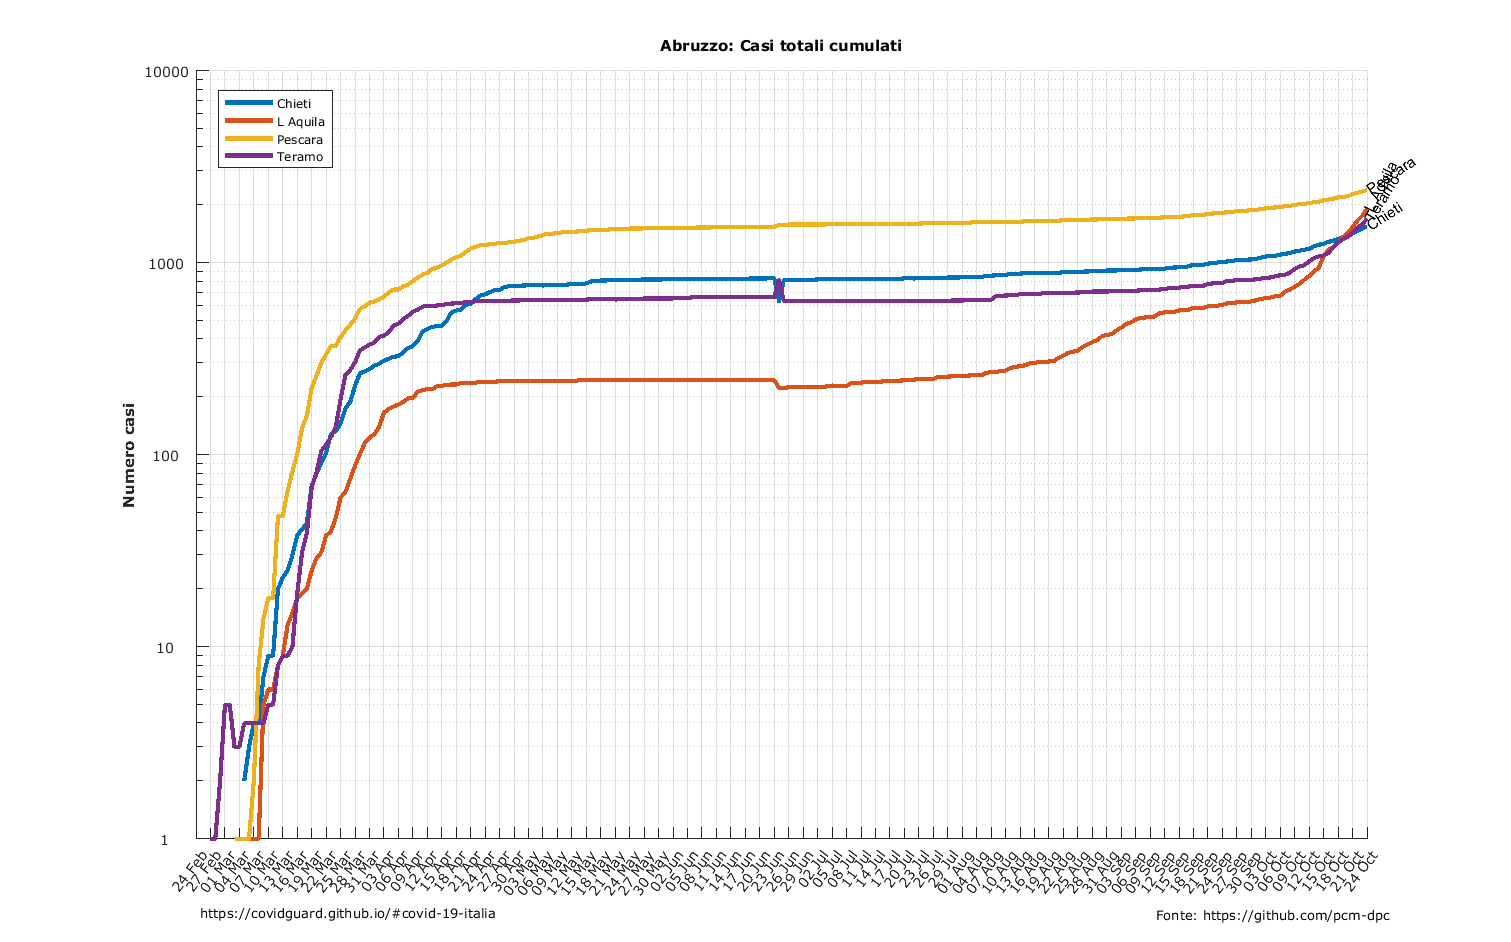 Abruzzo: Casi totali cumulati
10000
1000
100
10
1
Numero casi
Chieti
L Aquila
Pescara
Teramo
Pescara
L Aquila
Teramo
Chieti
24 Feb
27 Feb
01 Mar
04 Mar
07 Mar
10 Mar
13 Mar
16 Mar
19 Mar
22 Mar
25 Mar
28 Mar
31 Mar
03 Apr
06 Apr
09 Apr
12 Apr
15 Apr
18 Apr
21 Apr
24 Apr
27 Apr
30 Apr
03 May
06 May
09 May
12 May
15 May
18 May
21 May
24 May
27 May
30 May
02 Jun
05 Jun
08 Jun
11 Jun
14 Jun
17 Jun
20 Jun
23 Jun
26 Jun
29 Jun
02 Jul
05 Jul
08 Jul
11 Jul
14 Jul
17 Jul
20 Jul
23 Jul
26 Jul
29 Jul
01 Aug
04 Aug
07 Aug
10 Aug
13 Aug
16 Aug
19 Aug
22 Aug
25 Aug
28 Aug
31 Aug
03 Sep
06 Sep
09 Sep
12 Sep
15 Sep
18 Sep
21 Sep
24 Sep
27 Sep
30 Sep
03 Oct
06 Oct
09 Oct
12 Oct
15 Oct
18 Oct
21 Oct
24 Oct
https://covidguard.github.io/#covid-19-italia
Fonte: https://github.com/pcm-dpc